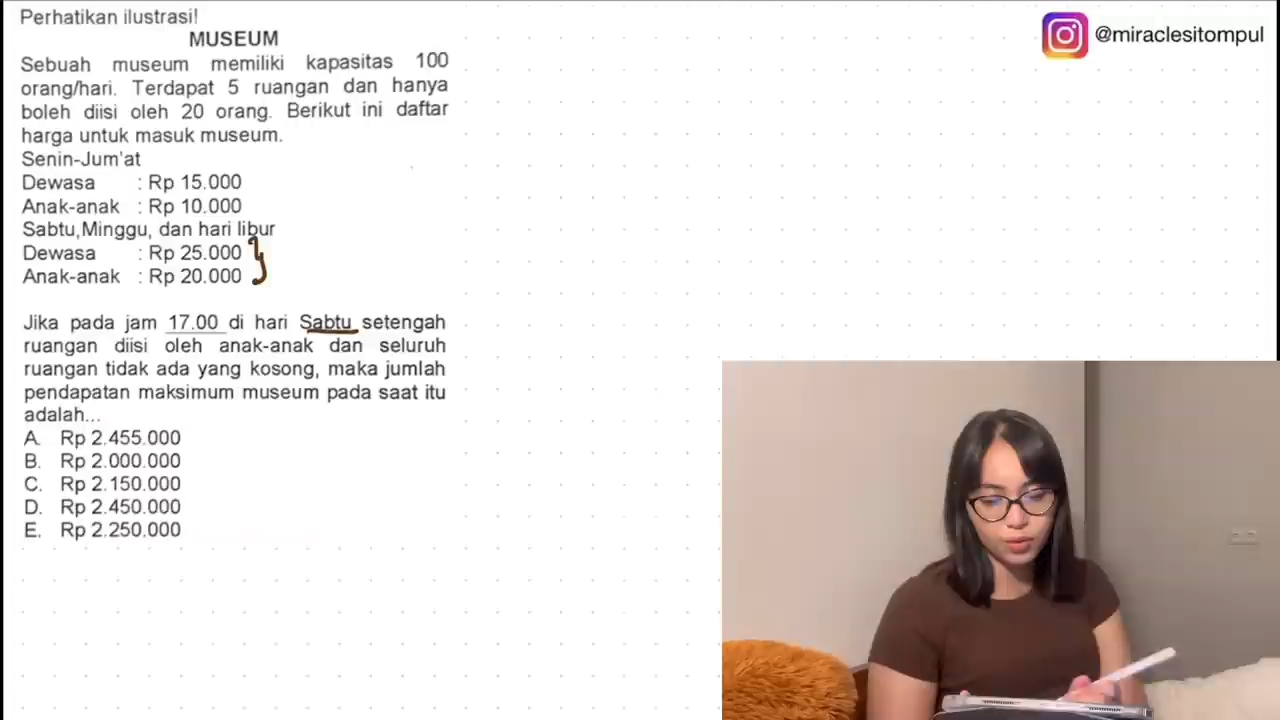 Perhatikan ilustrasi!
@miraclesitompul
MUSEUM
Sebuah museum memiliki kapasitas 100
orang/hari. Terdapat 5 ruangan dan hanya
boleh diisi oleh 20 orang. Berikut ini daftar
harga untuk masuk museum.
Senin-Jum'at
Dewasa : Rp 15.000
Anak-anak : Rp 10.000
Sabtu,Minggu, dan hari libur
Dewasa : Rp 25.000
Anak-anak : Rp 20.000
Jika pada jam 17.00 di hari Sabtu setengah
ruangan diisi oleh anak-anak dan seluruh
ruangan tidak ada yang kosong, maka jumlah
pendapatan maksimum museum pada saat itu
adalah...
A. Rp 2.455.000
B. Rp 2.000.000
C. Rp 2.150.000
D. Rp 2.450.000
E. Rp 2.250.000